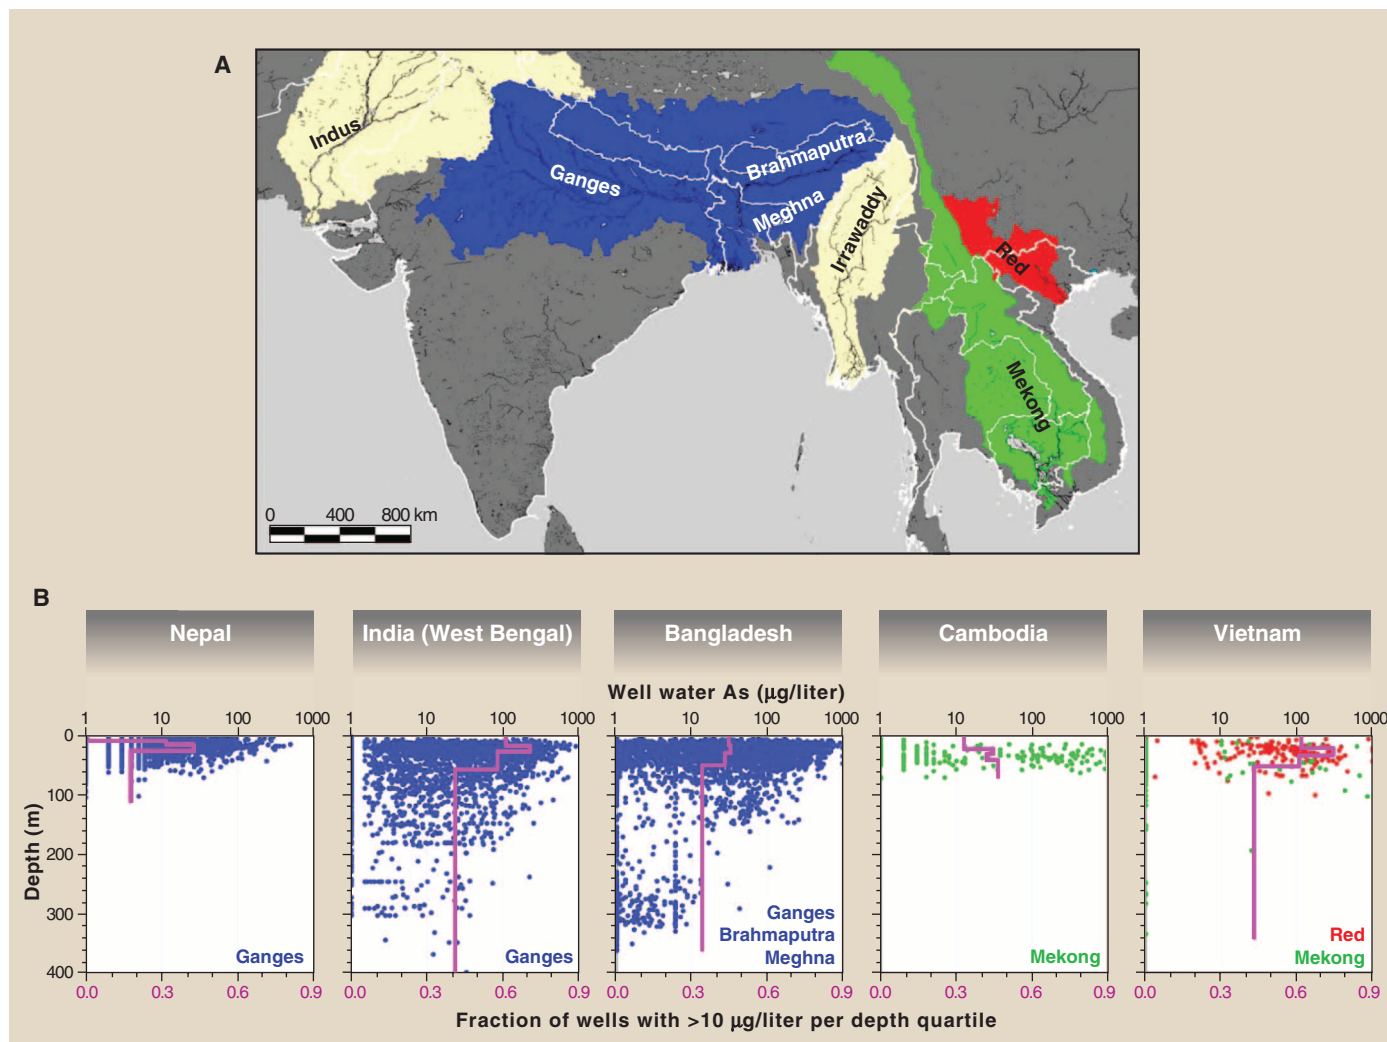 A
Indus
Ganges
Brahmaputra
Meghna
Irrawaddy
Red
Mekong
0 400 800 km
B
Nepal India (West Bengal) Bangladesh Cambodia Vietnam
Well water As (µg/liter)
1 10 100 1000 1 10 100 1000 1 10 100 1000 1 10 100 1000 1 10 100 1000
0
100
200
300
400
Depth (m)
Ganges
Ganges
Ganges
Brahmaputra
Meghna
Mekong
Red
Mekong
0.0 0.3 0.6 0.9 0.0 0.3 0.6 0.9 0.0 0.3 0.6 0.9 0.0 0.3 0.6 0.9 0.0 0.3 0.6 0.9
Fraction of wells with >10 µg/liter per depth quartile